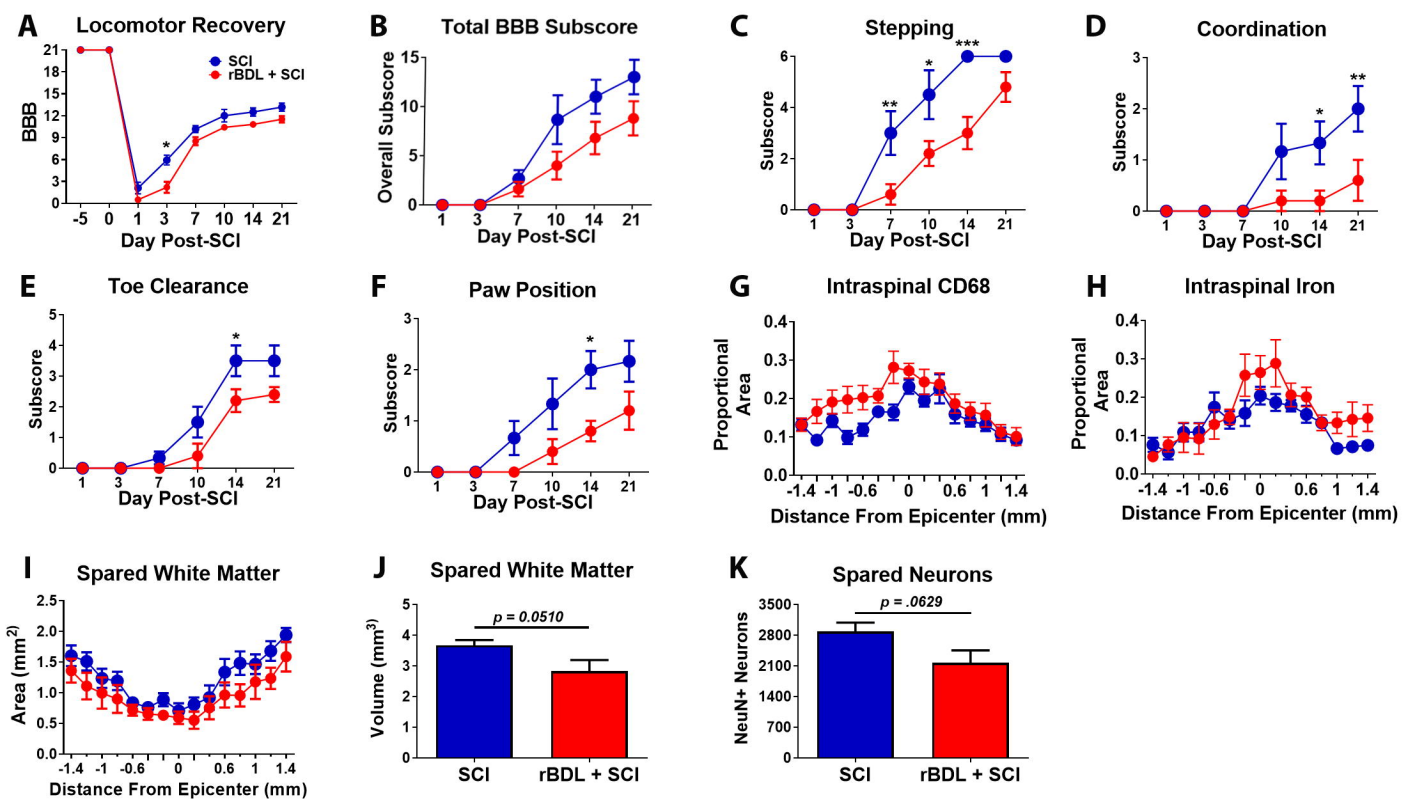 A Locomotor Recovery
BBB
21
18
15
12
9
6
3
0
SCI
rBDL + SCI
*
-5 0 1 3 7 10 14 21
Day Post-SCI
B Total BBB Subscore
Overall Subscore
15
10
5
0
1 3 7 10 14 21
Day Post-SCI
C Stepping
Subscore
6
4
2
0
** * ***
1 3 7 10 14 21
Day Post-SCI
D Coordination
Subscore
3
2
1
0
* **
1 3 7 10 14 21
Day Post-SCI
E Toe Clearance
Subscore
5
4
3
2
1
0
*
1 3 7 10 14 21
Day Post-SCI
F Paw Position
Subscore
3
2
1
0
*
1 3 7 10 14 21
Day Post-SCI
G Intraspinal CD68
Proportional
Area
0.4
0.3
0.2
0.1
0.0
-1.4 -1 -0.6 0 0.6 1 1.4
Distance From Epicenter (mm)
H Intraspinal Iron
Proportional
Area
0.4
0.3
0.2
0.1
0.0
-1.4 -1 -0.6 0 0.6 1 1.4
Distance From Epicenter (mm)
I Spared White Matter
Area (mm²)
2.5
2.0
1.5
1.0
0.5
0.0
-1.4 -1 -0.6 0 0.6 1 1.4
Distance From Epicenter (mm)
J Spared White Matter
Volume (mm³)
5
4
3
2
1
0
p = 0.0510
SCI rBDL + SCI
K Spared Neurons
NeuN+ Neurons
3500
2800
2100
1400
700
0
p = .0629
SCI rBDL + SCI